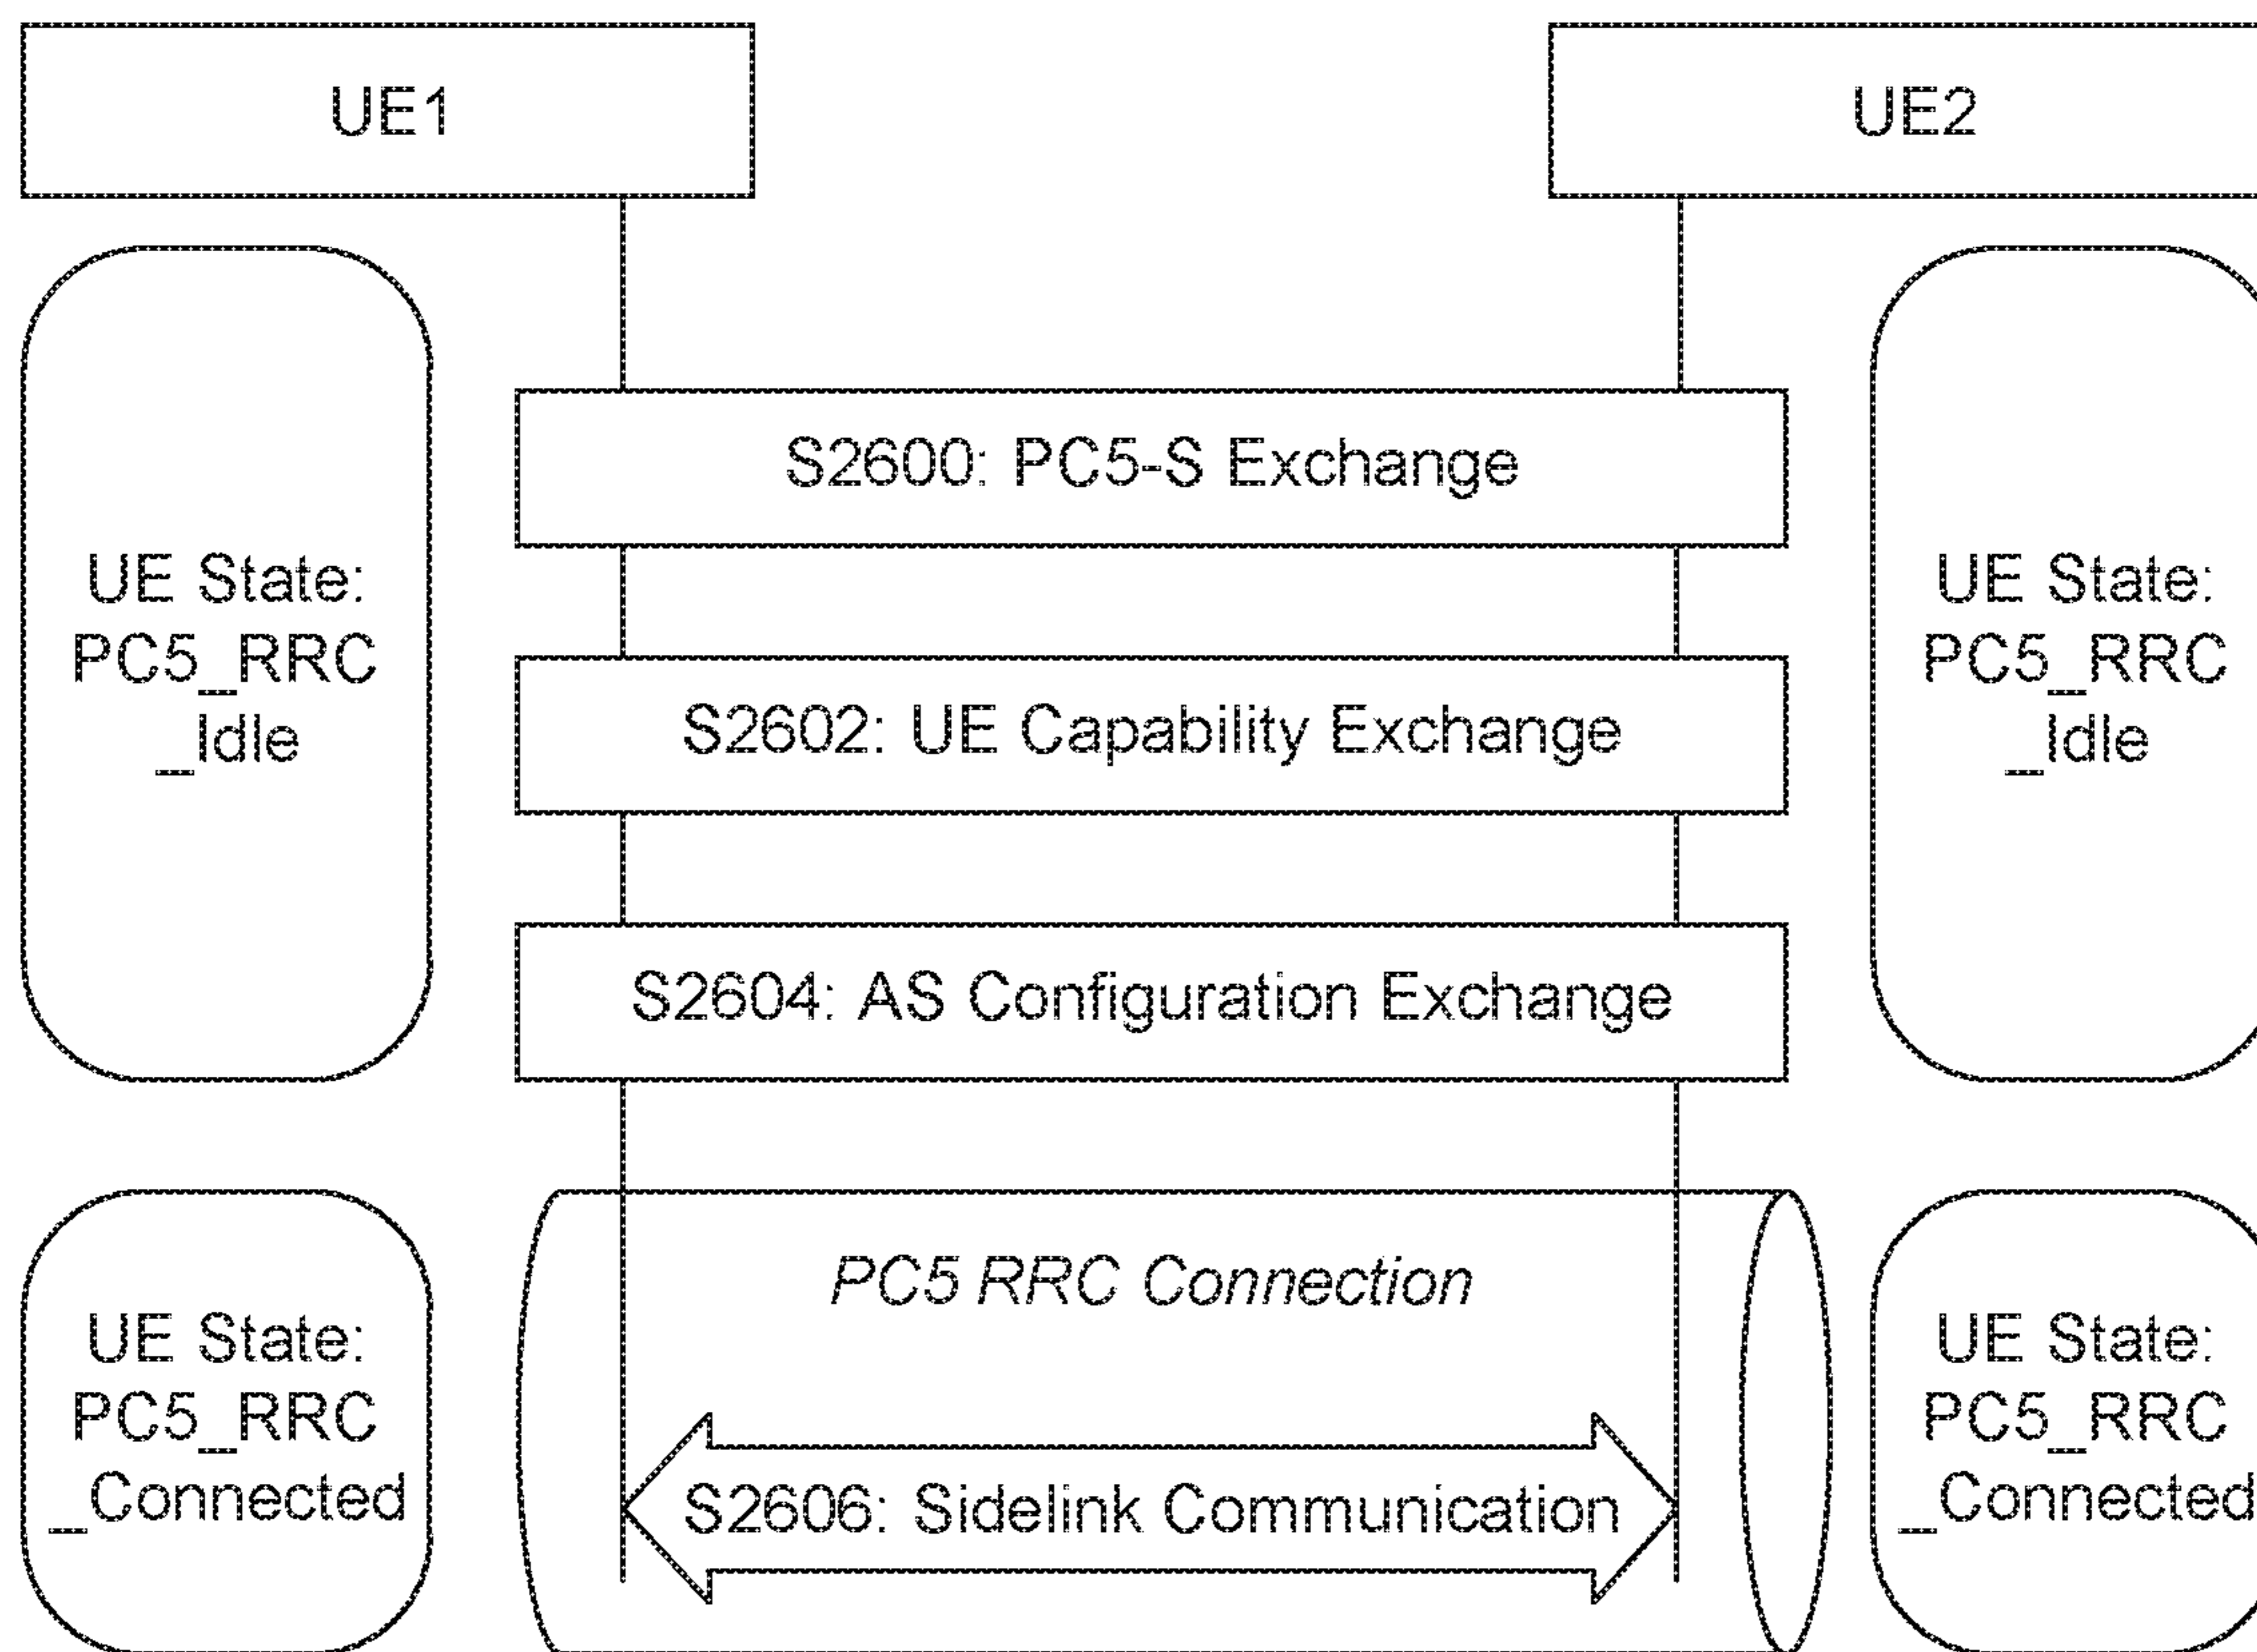 UE1
UE2
S2600: PC5-S Exchange
UE State:
PC5_RRC
_Idle
UE State:
PC5_RRC
_Idle
S2602: UE Capability Exchange
S2604: AS Configuration Exchange
PC5 RRC Connection
UE State:
PC5_RRC
_Connected
UE State:
PC5_RRC
_Connected
S2606: Sidelink Communication